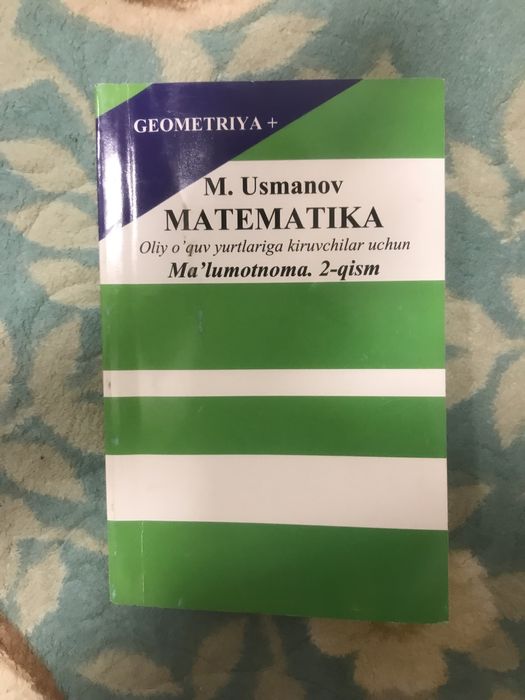 GEOMETRIYA +
M. Usmanov
MATEMATIKA
Oliy o'quv yurtlariga kiruvchilar uchun
Ma'lumotnoma. 2-qism